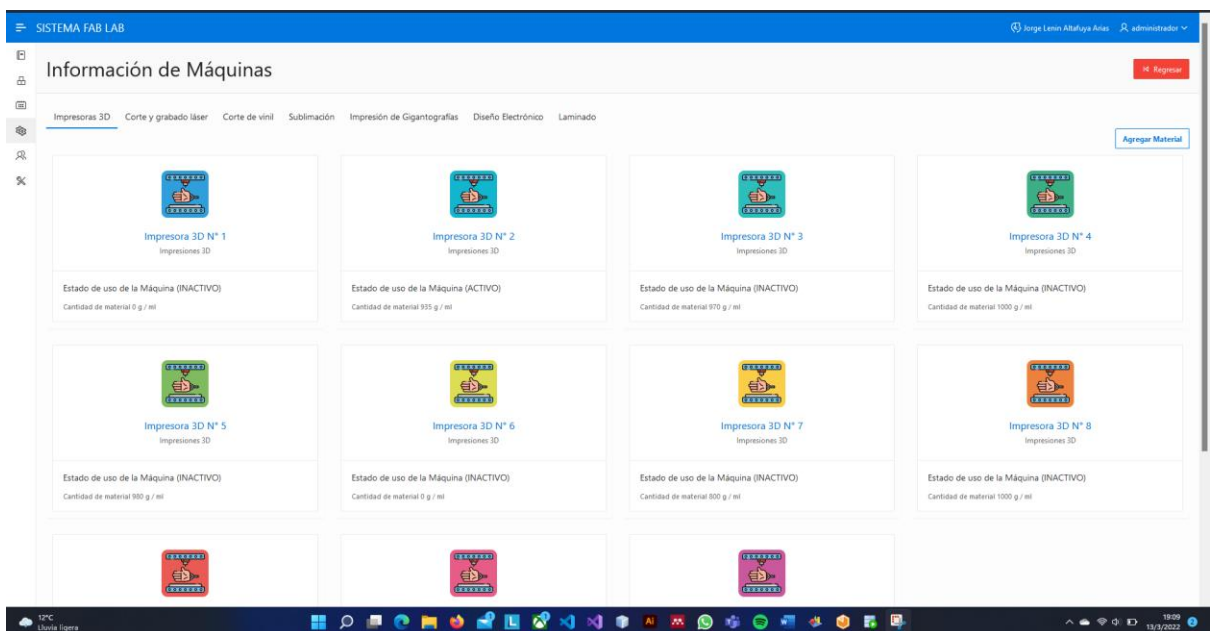 SISTEMA FAB LAB
Jorge Lenin Altafuya Arias administrador
Información de Máquinas
Regresar
Impresoras 3D Corte y grabado láser Corte de vinil Sublimación Impresión de Gigantografías Diseño Electrónico Laminado
Agregar Material
Impresora 3D N° 1
Impresiones 3D
Estado de uso de la Máquina (INACTIVO)
Cantidad de material 0 g / ml
Impresora 3D N° 2
Impresiones 3D
Estado de uso de la Máquina (ACTIVO)
Cantidad de material 935 g / ml
Impresora 3D N° 3
Impresiones 3D
Estado de uso de la Máquina (INACTIVO)
Cantidad de material 970 g / ml
Impresora 3D N° 4
Impresiones 3D
Estado de uso de la Máquina (INACTIVO)
Cantidad de material 1000 g / ml
Impresora 3D N° 5
Impresiones 3D
Estado de uso de la Máquina (INACTIVO)
Cantidad de material 980 g / ml
Impresora 3D N° 6
Impresiones 3D
Estado de uso de la Máquina (INACTIVO)
Cantidad de material 0 g / ml
Impresora 3D N° 7
Impresiones 3D
Estado de uso de la Máquina (INACTIVO)
Cantidad de material 800 g / ml
Impresora 3D N° 8
Impresiones 3D
Estado de uso de la Máquina (INACTIVO)
Cantidad de material 1000 g / ml
12°C
Lluvia ligera
19:09
13/3/2022